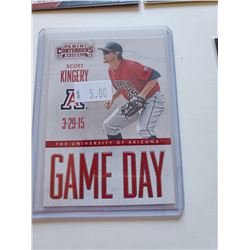 PANINI
CONTENDERS
SCOTT
KINGERY
A
$ 5.00
3-29-15
THE UNIVERSITY OF ARIZONA
GAME DAY